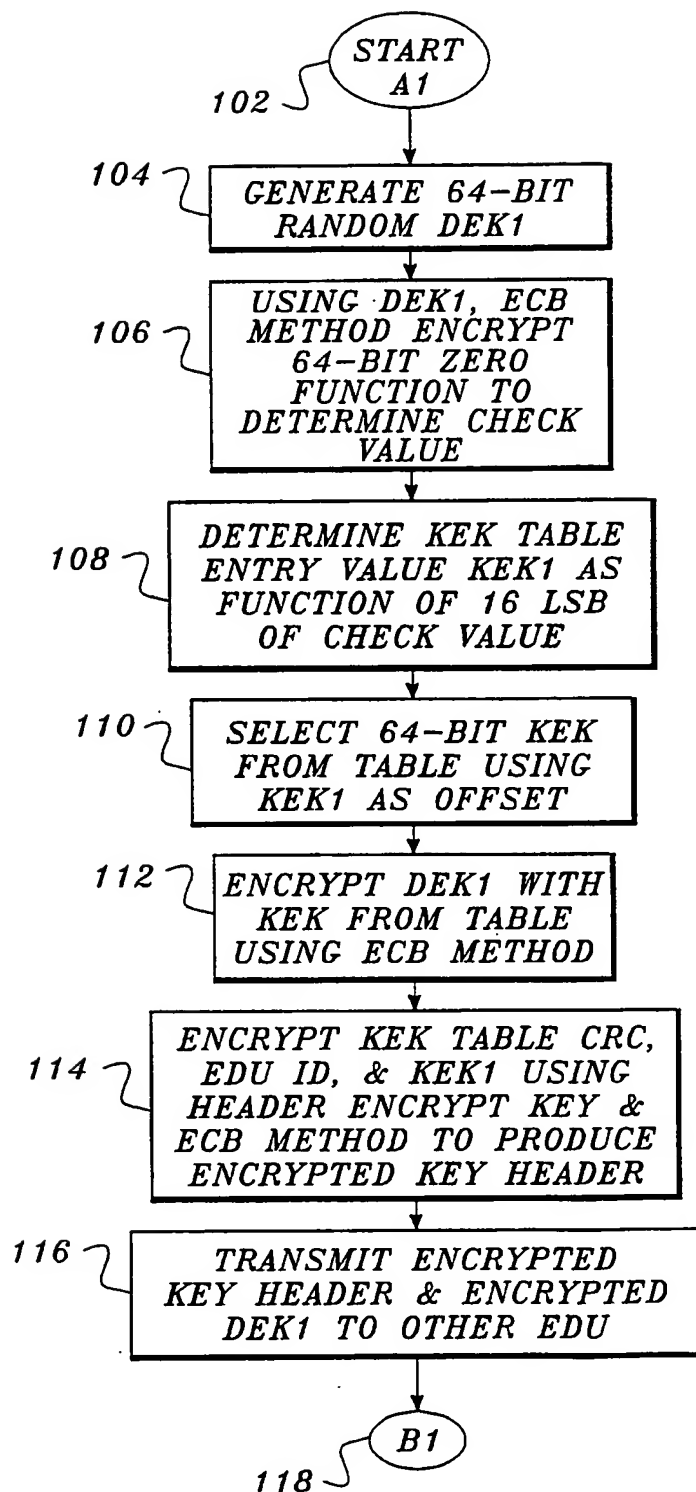 START
A1
102
104
GENERATE 64-BIT
RANDOM DEK1
106
USING DEK1, ECB
METHOD ENCRYPT
64-BIT ZERO
FUNCTION TO
DETERMINE CHECK
VALUE
108
DETERMINE KEK TABLE
ENTRY VALUE KEK1 AS
FUNCTION OF 16 LSB
OF CHECK VALUE
110
SELECT 64-BIT KEK
FROM TABLE USING
KEK1 AS OFFSET
112
ENCRYPT DEK1 WITH
KEK FROM TABLE
USING ECB METHOD
114
ENCRYPT KEK TABLE CRC,
EDU ID, & KEK1 USING
HEADER ENCRYPT KEY &
ECB METHOD TO PRODUCE
ENCRYPTED KEY HEADER
116
TRANSMIT ENCRYPTED
KEY HEADER & ENCRYPTED
DEK1 TO OTHER EDU
B1
118